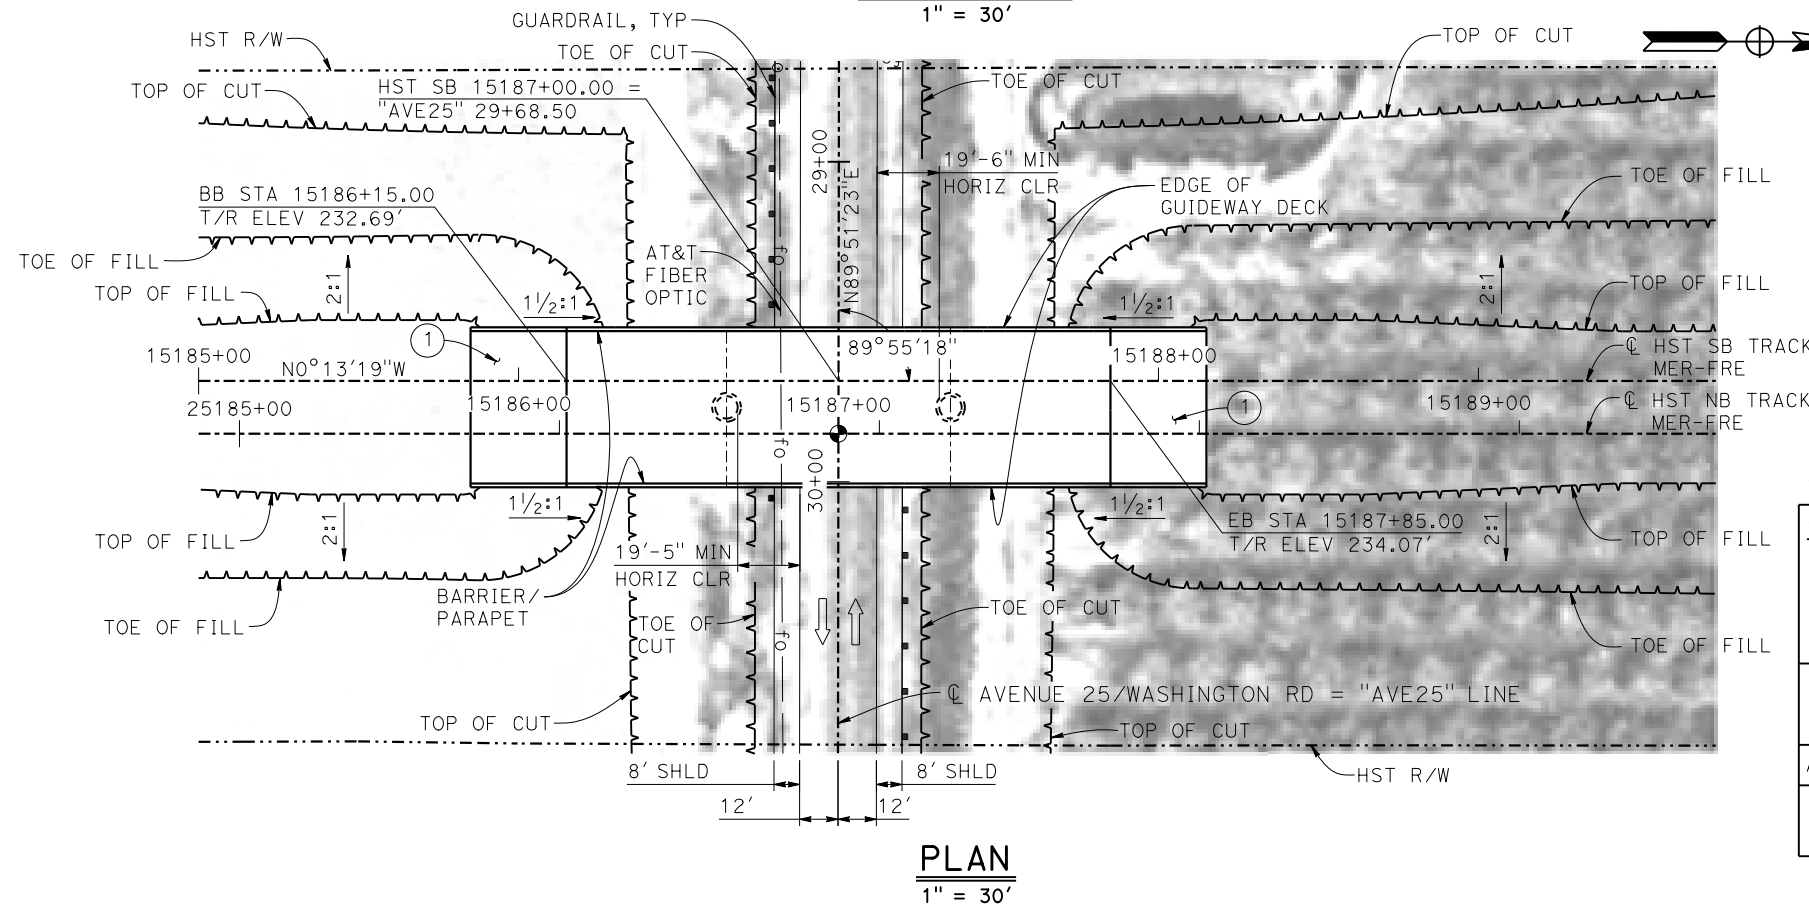 1" = 30'
GUARDRAIL, TYP
HST R/W
TOE OF CUT
TOP OF CUT
TOP OF CUT
HST SB 15187+00.00 =
"AVE25" 29+68.50
TOE OF CUT
fo
29+00
19'-6" MIN
HORIZ CLR
TOE OF FILL
EDGE OF
GUIDEWAY DECK
BB STA 15186+15.00
T/R ELEV 232.69'
N89°51'23"E
TOE OF FILL
AT&T
FIBER
OPTIC
fo
TOP OF FILL
2:1
1½:1
1½:1
2:1
TOP OF FILL
1
15185+00
N0°13'19"W
89°55'18"
15188+00
℄ HST SB TRACK
MER-FRE
25185+00
15186+00
15187+00
1
15189+00
℄ HST NB TRACK
MER-FRE
fo
30+00
1½:1
1½:1
EB STA 15187+85.00
T/R ELEV 234.07'
2:1
2:1
TOP OF FILL
TOP OF FILL
19'-5" MIN
HORIZ CLR
BARRIER/
PARAPET
TOE OF FILL
TOE OF
CUT
fo
TOE OF CUT
TOE OF FILL
℄ AVENUE 25/WASHINGTON RD = "AVE25" LINE
TOP OF CUT
TOP OF CUT
8' SHLD
8' SHLD
HST R/W
12'
12'
PLAN
1" = 30'